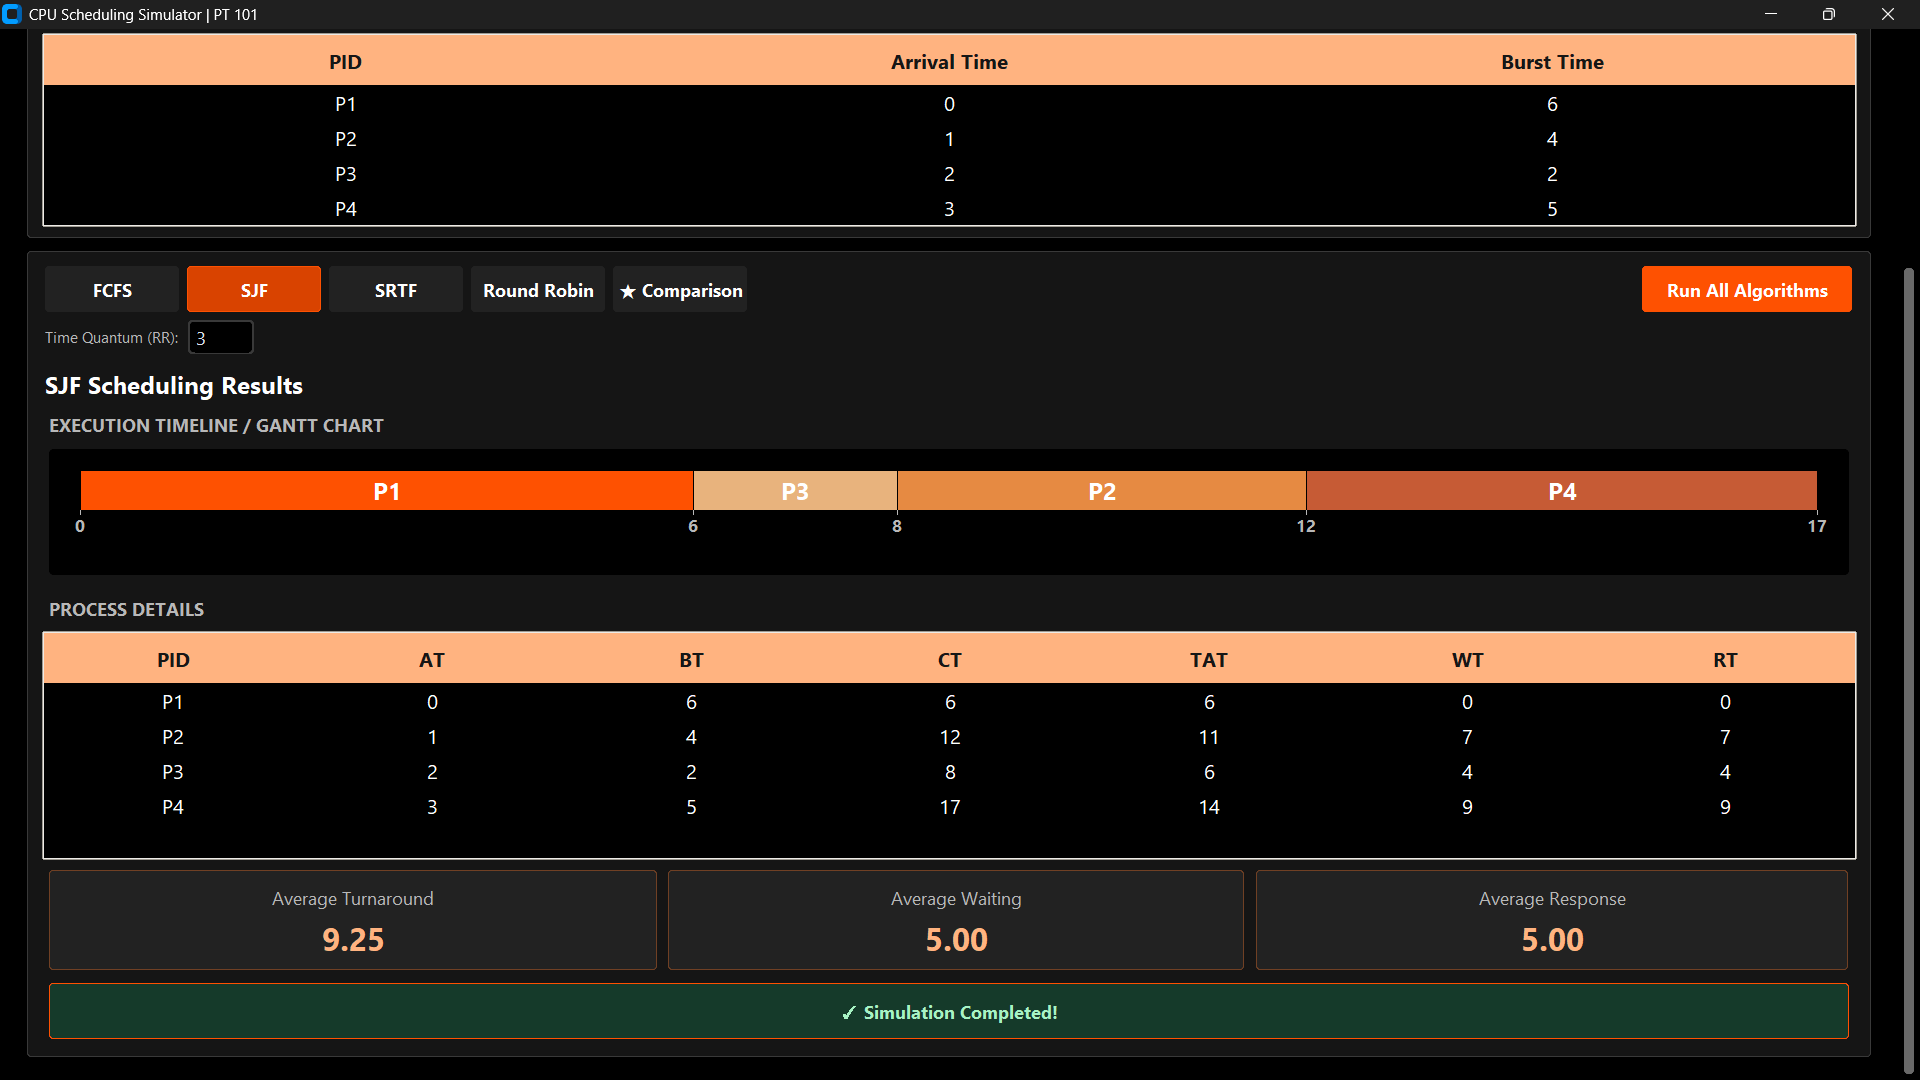 CPU Scheduling Simulator | PT 101
PID Arrival Time Burst Time
P1 0 6
P2 1 4
P3 2 2
P4 3 5
FCFS SJF SRTF Round Robin ★ Comparison Run All Algorithms
Time Quantum (RR): 3
SJF Scheduling Results
EXECUTION TIMELINE / GANTT CHART
P1 P3 P2 P4
0 6 8 12 17
PROCESS DETAILS
PID AT BT CT TAT WT RT
P1 0 6 6 6 0 0
P2 1 4 12 11 7 7
P3 2 2 8 6 4 4
P4 3 5 17 14 9 9
Average Turnaround Average Waiting Average Response
9.25 5.00 5.00
✓ Simulation Completed!